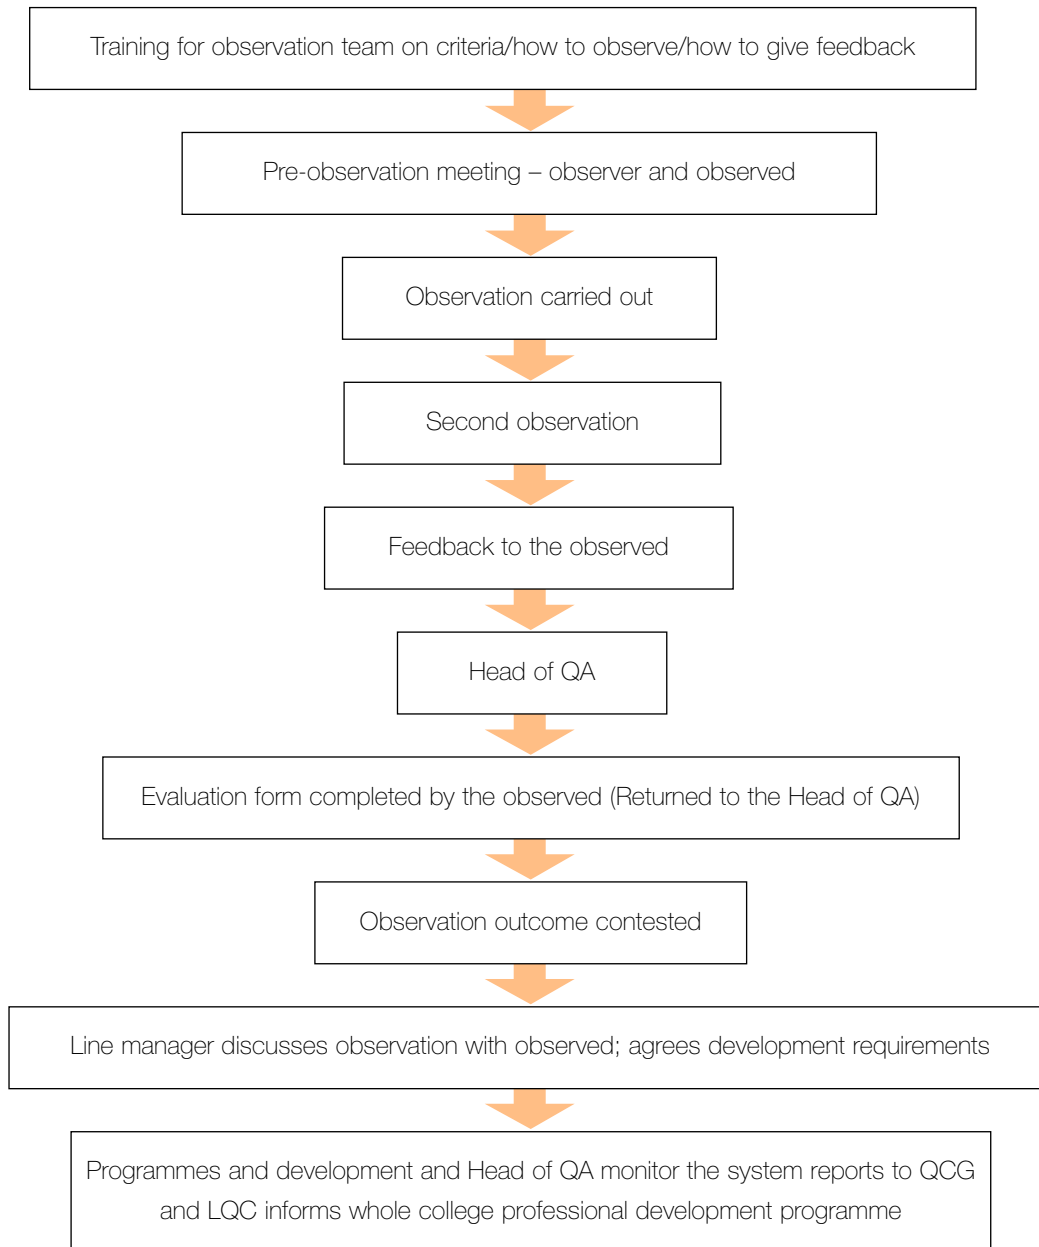 Training for observation team on criteria/how to observe/how to give feedback
Pre-observation meeting – observer and observed
Observation carried out
Second observation
Feedback to the observed
Head of QA
Evaluation form completed by the observed (Returned to the Head of QA)
Observation outcome contested
Line manager discusses observation with observed; agrees development requirements
Programmes and development and Head of QA monitor the system reports to QCG
and LQC informs whole college professional development programme